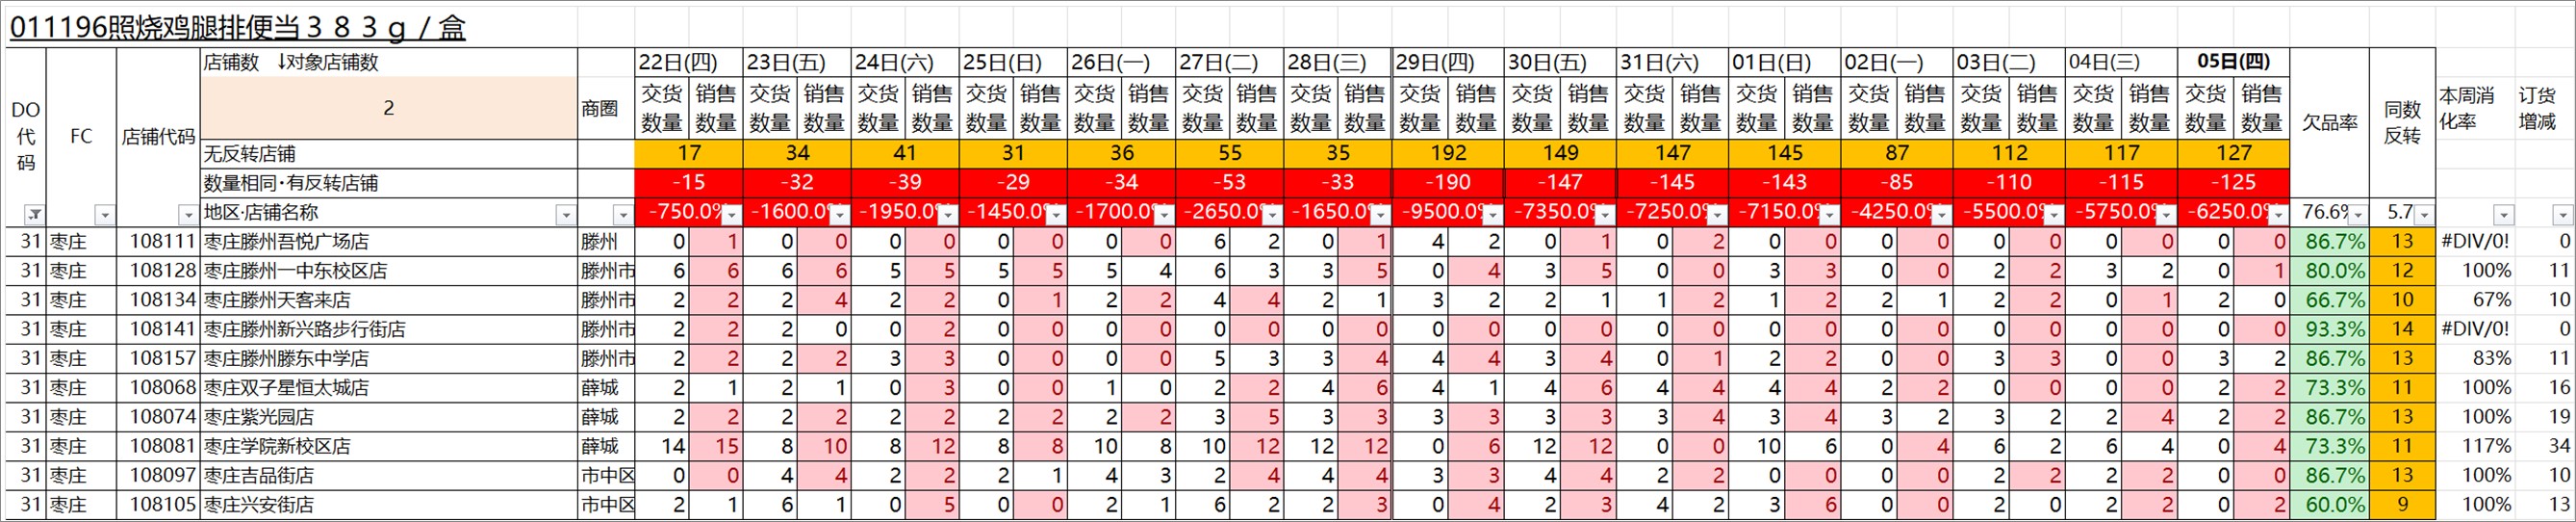 011196照烧鸡腿排便当３８３ｇ／盒
DO代码 FC 店铺代码 店铺数 ↓对象店铺数 商圈 22日(四) 23日(五) 24日(六) 25日(日) 26日(一) 27日(二) 28日(三) 29日(四) 30日(五) 31日(六) 01日(日) 02日(一) 03日(二) 04日(三) 05日(四) 欠品率 同数反转 本周消化率 订货增减
2 交货数量 销售数量 交货数量 销售数量 交货数量 销售数量 交货数量 销售数量 交货数量 销售数量 交货数量 销售数量 交货数量 销售数量 交货数量 销售数量 交货数量 销售数量 交货数量 销售数量 交货数量 销售数量 交货数量 销售数量 交货数量 销售数量 交货数量 销售数量 交货数量 销售数量
无反转店铺 17 34 41 31 36 55 35 192 149 147 145 87 112 117 127
数量相同·有反转店铺 -15 -32 -39 -29 -34 -53 -33 -190 -147 -145 -143 -85 -110 -115 -125
地区·店铺名称 -750.0% -1600.0% -1950.0% -1450.0% -1700.0% -2650.0% -1650.0% -9500.0% -7350.0% -7250.0% -7150.0% -4250.0% -5500.0% -5750.0% -6250.0% 76.6% 5.7
31 枣庄 108111 枣庄滕州吾悦广场店 滕州 0 1 0 0 0 0 0 0 0 0 6 2 0 1 4 2 0 1 0 2 0 0 0 0 0 0 0 0 0 0 86.7% 13 #DIV/0! 0
31 枣庄 108128 枣庄滕州一中东校区店 滕州市 6 6 6 6 5 5 5 5 5 4 6 3 3 5 0 4 3 5 0 0 3 3 0 0 2 2 3 2 0 1 80.0% 12 100% 11
31 枣庄 108134 枣庄滕州天客来店 滕州市 2 2 2 4 2 2 0 1 2 2 4 4 2 1 3 2 2 1 1 2 1 2 2 1 2 2 0 1 2 0 66.7% 10 67% 10
31 枣庄 108141 枣庄滕州新兴路步行街店 滕州市 2 2 2 0 0 2 0 0 0 0 0 0 0 0 0 0 0 0 0 0 0 0 0 0 0 0 0 0 0 0 93.3% 14 #DIV/0! 0
31 枣庄 108157 枣庄滕州滕东中学店 滕州市 2 2 2 2 3 3 0 0 0 0 5 3 3 4 4 4 3 4 0 1 2 2 0 0 3 3 0 0 3 2 86.7% 13 83% 11
31 枣庄 108068 枣庄双子星恒太城店 薛城 2 1 2 1 0 3 0 0 1 0 2 2 4 6 4 1 4 6 4 4 4 4 2 2 0 0 0 0 2 2 73.3% 11 100% 16
31 枣庄 108074 枣庄紫光园店 薛城 2 2 2 2 2 2 2 2 2 2 3 5 3 3 3 3 3 3 3 4 3 4 3 2 3 2 2 4 2 2 86.7% 13 100% 19
31 枣庄 108081 枣庄学院新校区店 薛城 14 15 8 10 8 12 8 8 10 8 10 12 12 12 0 6 12 12 0 0 10 6 0 4 6 2 6 4 0 4 73.3% 11 117% 34
31 枣庄 108097 枣庄吉品街店 市中区 0 0 4 4 2 2 2 1 4 3 2 4 4 4 3 3 4 4 2 2 0 0 0 0 2 2 2 2 0 0 86.7% 13 100% 10
31 枣庄 108105 枣庄兴安街店 市中区 2 1 6 1 0 5 0 0 2 1 6 2 2 3 0 4 2 3 4 2 3 6 0 0 2 0 2 2 0 2 60.0% 9 100% 13